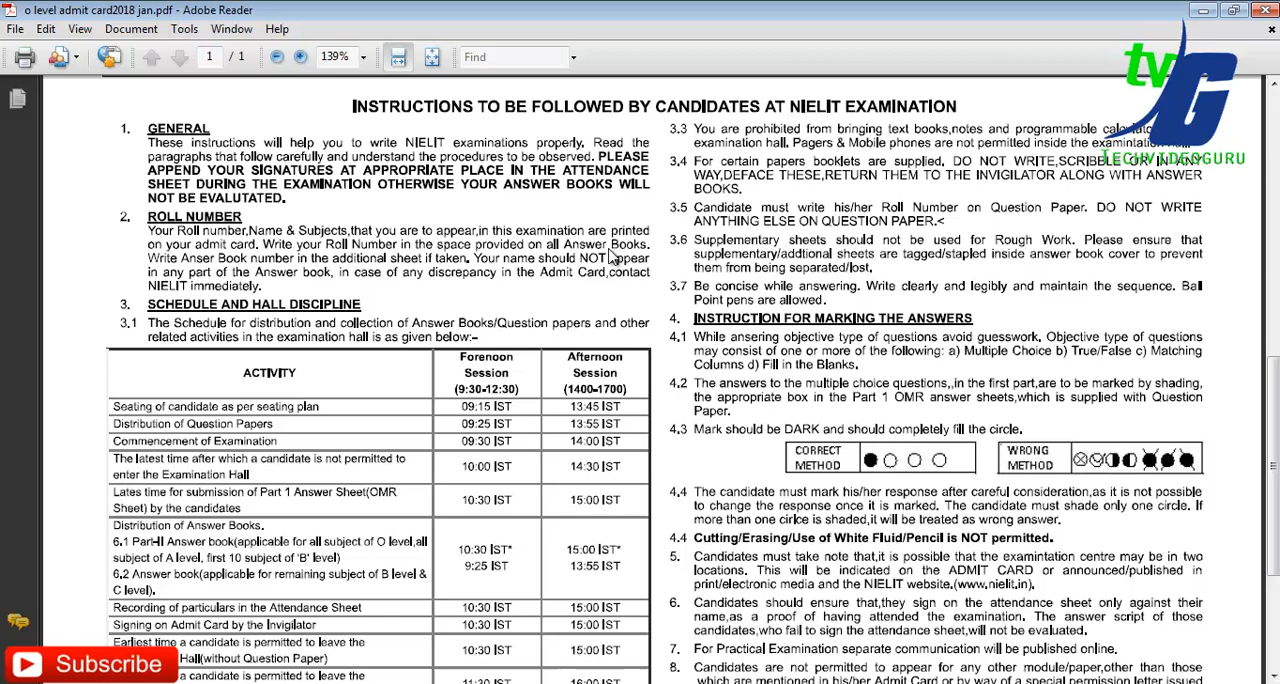 o level admit card2018 jan.pdf - Adobe Reader
File Edit View Document Tools Window Help
1 / 1 139% Find
INSTRUCTIONS TO BE FOLLOWED BY CANDIDATES AT NIELIT EXAMINATION
1. GENERAL
These instructions will help you to write NIELIT examinations properly, Read the
paragraphs that follow carefully and understand the procedures to be observed. PLEASE
APPEND YOUR SIGNATURES AT APPROPRIATE PLACE IN THE ATTENDANCE
SHEET DURING THE EXAMINATION OTHERWISE YOUR ANSWER BOOKS WILL
NOT BE EVALUTATED.
2. ROLL NUMBER
Your Roll number,Name & Subjects,that you are to appear,in this examination are printed
on your admit card. Write your Roll Number in the space provided on all Answer Books.
Write Anser Book number in the additional sheet if taken. Your name should NOT appear
in any part of the Answer book, in case of any discrepancy in the Admit Card,contact
NIELIT immediately.
3. SCHEDULE AND HALL DISCIPLINE
3.1 The Schedule for distribution and collection of Answer Books/Question papers and other
related activities in the examination hall is as given below:-
ACTIVITY Forenoon Session (9:30-12:30) Afternoon Session (1400-1700)
Seating of candidate as per seating plan 09:15 IST 13:45 IST
Distribution of Question Papers 09:25 IST 13:55 IST
Commencement of Examination 09:30 IST 14:00 IST
The latest time after which a candidate is not permitted to
enter the Examination Hall 10:00 IST 14:30 IST
Lates time for submission of Part 1 Answer Sheet(OMR
Sheet) by the candidates 10:30 IST 15:00 IST
Distribution of Answer Books.
6.1 Part-II Answer book(applicable for all subject of O level,all
subject of A level, first 10 subject of 'B' level) 10:30 IST* 15:00 IST*
6.2 Answer book(applicable for remaining subject of B level &
C level). 9:25 IST 13:55 IST
Recording of particulars in the Attendance Sheet 10:30 IST 15:00 IST
Signing on Admit Card by the Invigilator 10:30 IST 15:00 IST
Earliest time a candidate is permitted to leave the
Hall(without Question Paper) 10:30 IST 15:00 IST
a candidate is permitted to leave the 11:30 IST 16:00 IST
3.3 You are prohibited from bringing text books,notes and programmable
examination hall. Pagers & Mobile phones are not permitted inside the examintation hall.
3.4 For certain papers booklets are supplied. DO NOT WRITE,SCRIBBLE OR IN ANY
WAY,DEFACE THESE,RETURN THEM TO THE INVIGILATOR ALONG WITH ANSWER
BOOKS.
3.5 Candidate must write his/her Roll Number on Question Paper. DO NOT WRITE
ANYTHING ELSE ON QUESTION PAPER.<
3.6 Supplementary sheets should not be used for Rough Work. Please ensure that
supplementary/addtional sheets are tagged/stapled inside answer book cover to prevent
them from being separated/lost.
3.7 Be concise while answering. Write clearly and legibly and maintain the sequence. Ball
Point pens are allowed.
4. INSTRUCTION FOR MARKING THE ANSWERS
4.1 While ansering objective type of questions avoid guesswork. Objective type of questions
may consist of one or more of the following: a) Multiple Choice b) True/False c) Matching
Columns d) Fill in the Blanks.
4.2 The answers to the multiple choice questions,,in the first part,are to be marked by shading,
the appropriate box in the Part 1 OMR answer sheets,which is supplied with Question
Paper.
4.3 Mark should be DARK and should completely fill the circle.
CORRECT METHOD WRONG METHOD
4.4 The candidate must mark his/her response after careful consideration,as it is not possible
to change the response once it is marked. The candidate must shade only one circle. If
more than one cirlce is shaded,it will be treated as wrong answer.
4.4 Cutting/Erasing/Use of White Fluid/Pencil is NOT permitted.
5. Candidates must take note that,it is possible that the examintation centre may be in two
locations. This will be indicated on the ADMIT CARD or announced/published in
print/electronic media and the NIELIT website,(www.nielit.in).
6. Candidates should ensure that,they sign on the attendance sheet only against their
name,as a proof of having attended the examination. The answer script of those
candidates,who fail to sign the attendance sheet,will not be evaluated.
7. For Practical Examination separate communication will be published online.
8. Candidates are not permitted to appear for any other module/paper,other than those
which are mentioned in his/her Admit Card or by way of a special permission letter issued
tv G
TECHVIDEOGURU
Subscribe